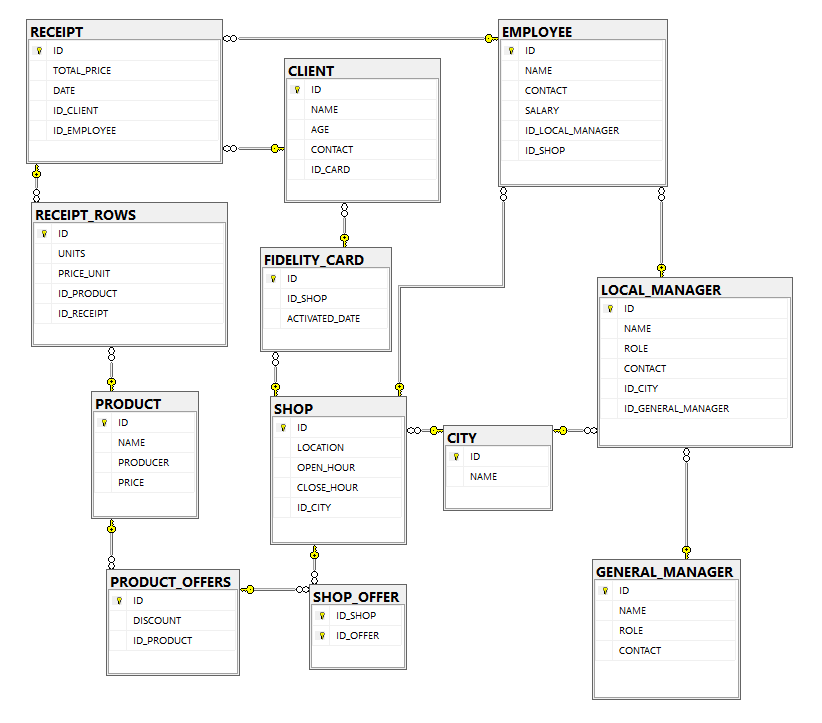 RECEIPT
ID
TOTAL_PRICE
DATE
ID_CLIENT
ID_EMPLOYEE
CLIENT
ID
NAME
AGE
CONTACT
ID_CARD
EMPLOYEE
ID
NAME
CONTACT
SALARY
ID_LOCAL_MANAGER
ID_SHOP
RECEIPT_ROWS
ID
UNITS
PRICE_UNIT
ID_PRODUCT
ID_RECEIPT
FIDELITY_CARD
ID
ID_SHOP
ACTIVATED_DATE
LOCAL_MANAGER
ID
NAME
ROLE
CONTACT
ID_CITY
ID_GENERAL_MANAGER
PRODUCT
ID
NAME
PRODUCER
PRICE
SHOP
ID
LOCATION
OPEN_HOUR
CLOSE_HOUR
ID_CITY
CITY
ID
NAME
PRODUCT_OFFERS
ID
DISCOUNT
ID_PRODUCT
SHOP_OFFER
ID_SHOP
ID_OFFER
GENERAL_MANAGER
ID
NAME
ROLE
CONTACT